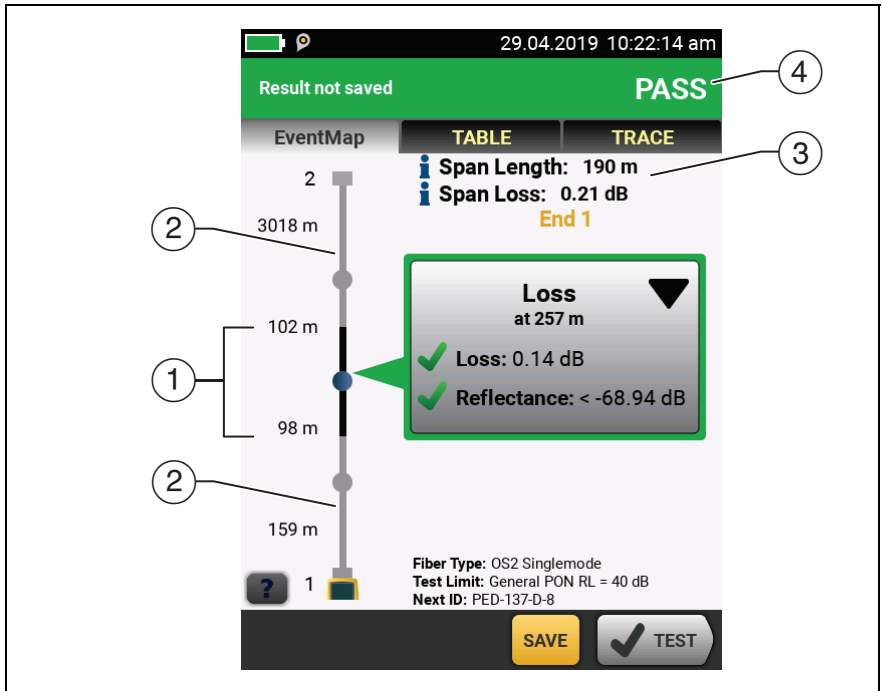 29.04.2019 10:22:14 am
Result not saved
PASS
4
EventMap
TABLE
TRACE
2
Span Length: 190 m
3
Span Loss: 0.21 dB
End 1
3018 m
2
Loss
at 257 m
102 m
Loss: 0.14 dB
1
Reflectance: < -68.94 dB
98 m
2
159 m
Fiber Type: OS2 Singlemode
Test Limit: General PON RL = 40 dB
Next ID: PED-137-D-8
?
1
SAVE
TEST